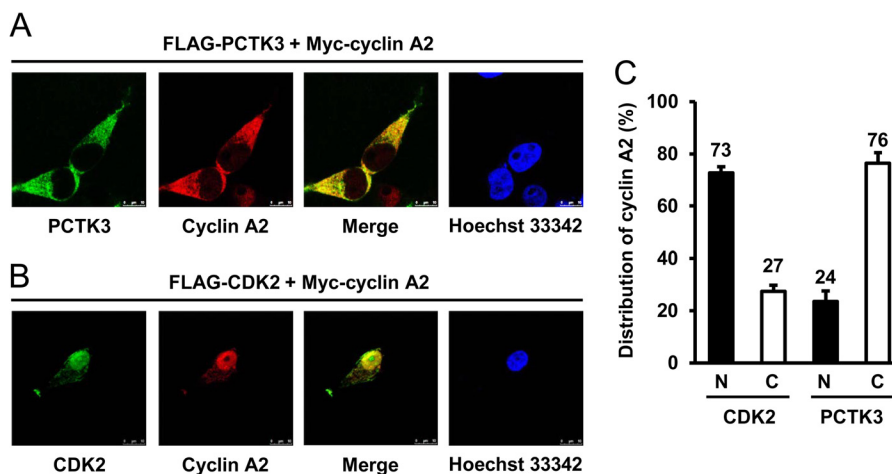 A
FLAG-PCTK3 + Myc-cyclin A2
PCTK3
Cyclin A2
Merge
Hoechst 33342
B
FLAG-CDK2 + Myc-cyclin A2
CDK2
Cyclin A2
Merge
Hoechst 33342
C
Distribution of cyclin A2 (%)
100
80
60
40
20
0
73
27
24
76
N
C
N
C
CDK2
PCTK3